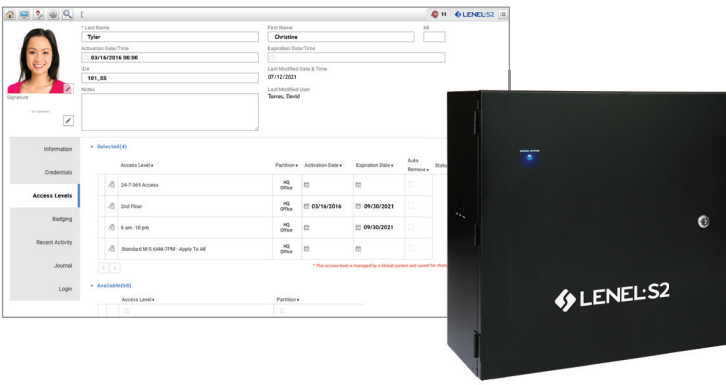 11 LENEL·S2
* Last Name First Name MI
Tyler Christine
Activation Date/Time Expiration Date/Time
03/16/2016 00:00
ID# Last Modified Date & Time
101_SS 07/12/2021
Notes Last Modified User
Torres, David
Signature:
No Signature
Information
Credentials
Access Levels
Badging
Recent Activity
Journal
Login
Selected(4)
Access Level Partition Activation Date Expiration Date Auto Remove Status
24-7-365 Access HQ Office
2nd Floor HQ Office 03/16/2016 09/30/2021
6 am -10 pm HQ Office 09/30/2021
Standard M-S 6AM-7PM - Apply To All HQ Office
* This access level is managed by a Global system and cannot be
Available(68)
Access Level Partition
LENEL·S2